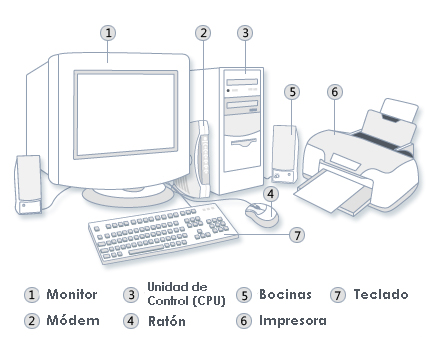 1
2
3
5
6
4
7
1 Monitor
3 Unidad de
Control (CPU)
5 Bocinas
7 Teclado
2 Módem
4 Ratón
6 Impresora